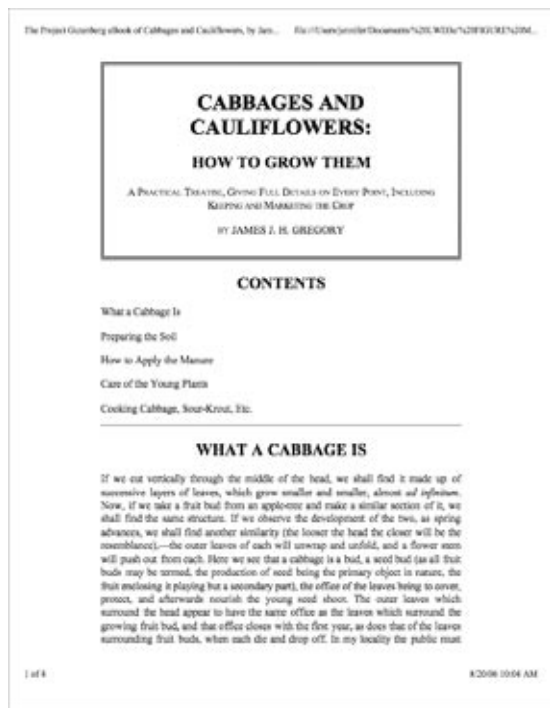 The Project Gutenberg eBook of Cabbages and Cauliflowers, by Jam...
CABBAGES AND
CAULIFLOWERS:
HOW TO GROW THEM
A Practical Treatise, Giving Full Details on Every Point, Including
Keeping and Marketing the Crop
by JAMES J. H. GREGORY
CONTENTS
What a Cabbage Is
Preparing the Soil
How to Apply the Manure
Care of the Young Plants
Cooking Cabbage, Sour-Krout, Etc.
WHAT A CABBAGE IS
If we cut vertically through the middle of the head, we shall find it made up of
successive layers of leaves, which grow smaller and smaller, almost ad infinitum.
Now, if we take a fruit bud from an apple-tree and make a similar section of it, we
shall find the same structure. If we observe the development of the two, as spring
advances, we shall find another similarity (the looser the head the closer will be the
resemblance),—the outer leaves of each will unwrap and unfold, and a flower stem
will push out from each. Here we see that a cabbage is a bud, a seed bud (as all fruit
buds may be termed, the production of seed being the primary object in nature, the
fruit enclosing it playing but a secondary part), the office of the leaves being to cover,
protect, and afterwards nourish the young seed shoot. The outer leaves which
surround the head appear to have the same office as the leaves which surround the
growing fruit bud, and that office closes with the first year, as does that of the leaves
surrounding fruit buds, when each die and drop off. In my locality the public must
1 of 8
8/20/06 10:04 AM